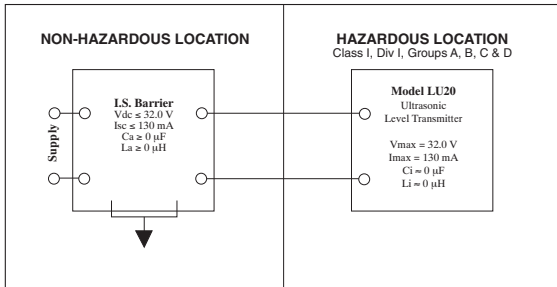 NON-HAZARDOUS LOCATION
I.S. Barrier
Vdc ≤ 32.0 V
Isc ≤ 130 mA
Ca ≥ 0 µF
La ≥ 0 µH
Supply
HAZARDOUS LOCATION
Class I, Div I, Groups A, B, C & D
Model LU20
Ultrasonic
Level Transmitter
Vmax = 32.0 V
Imax = 130 mA
Ci ≈ 0 µF
Li ≈ 0 µH